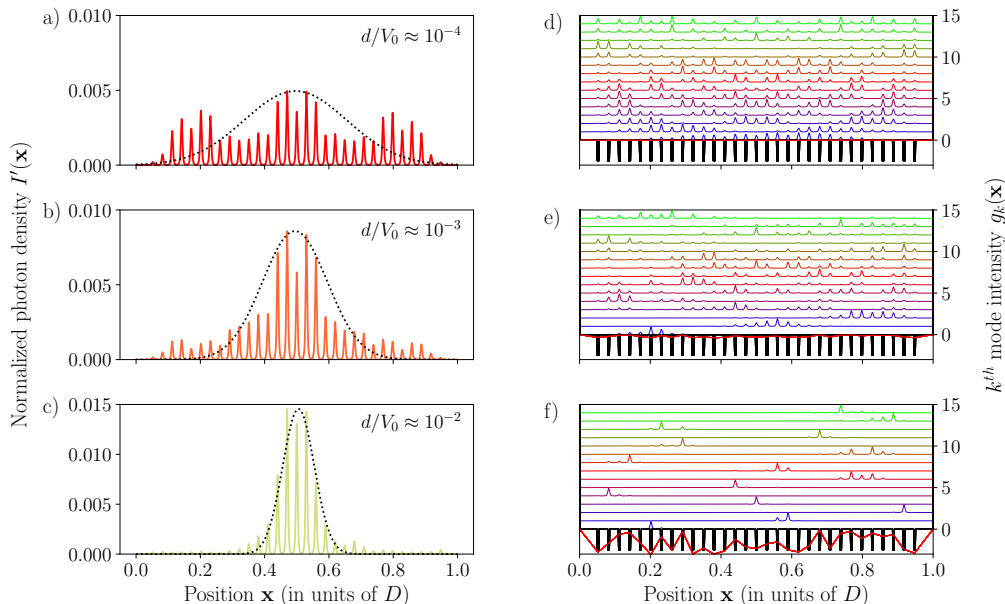 a)
0.010
0.005
0.000
d/V₀ ≈ 10⁻⁴
b)
0.010
0.005
0.000
d/V₀ ≈ 10⁻³
c)
0.015
0.010
0.005
0.000
d/V₀ ≈ 10⁻²
0.0 0.2 0.4 0.6 0.8 1.0
Position x (in units of D)
Normalized photon density I′(x)
d)
15
10
5
0
e)
15
10
5
0
f)
15
10
5
0
0.0 0.2 0.4 0.6 0.8 1.0
Position x (in units of D)
kᵗʰ mode intensity gₖ(x)